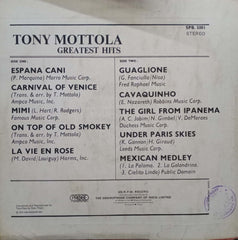 SPB. 5001
STEREO
TONY MOTTOLA
GREATEST HITS
SIDE ONE:
ESPANA CANI
(P. Marquina) Morro Music Corp.
CARNIVAL OF VENICE
(Trans. & arr. by T. Mottola)
Ampco Music, Inc.
MIMI (L. Hart/R. Rodgers)
Famous Music Corp.
ON TOP OF OLD SMOKEY
(Trans. & arr. by T. Mottola)
Ampco Music, Inc.
LA VIE EN ROSE
(M. David/Louiguy) Harms, Inc.
SIDE TWO:
GUAGLIONE
(G. Fanciulla/Nisa)
Fred Raphael Music
CAVAQUINHO
(E. Nazareth) Robbins Music Corp.
THE GIRL FROM IPANEMA
(A. C. Jobim/N. Gimbel/V. DeMoraes
Duchess Music Corp.
UNDER PARIS SKIES
(K. Gannon/H. Giraud)
Leeds Music Corp.
MEXICAN MEDLEY
(1. La Paloma. 2. La Golondrina.
3. Cielito Lindo) Public Domain
THE GRAMOPHONE COMPANY OF INDIA LIMITED